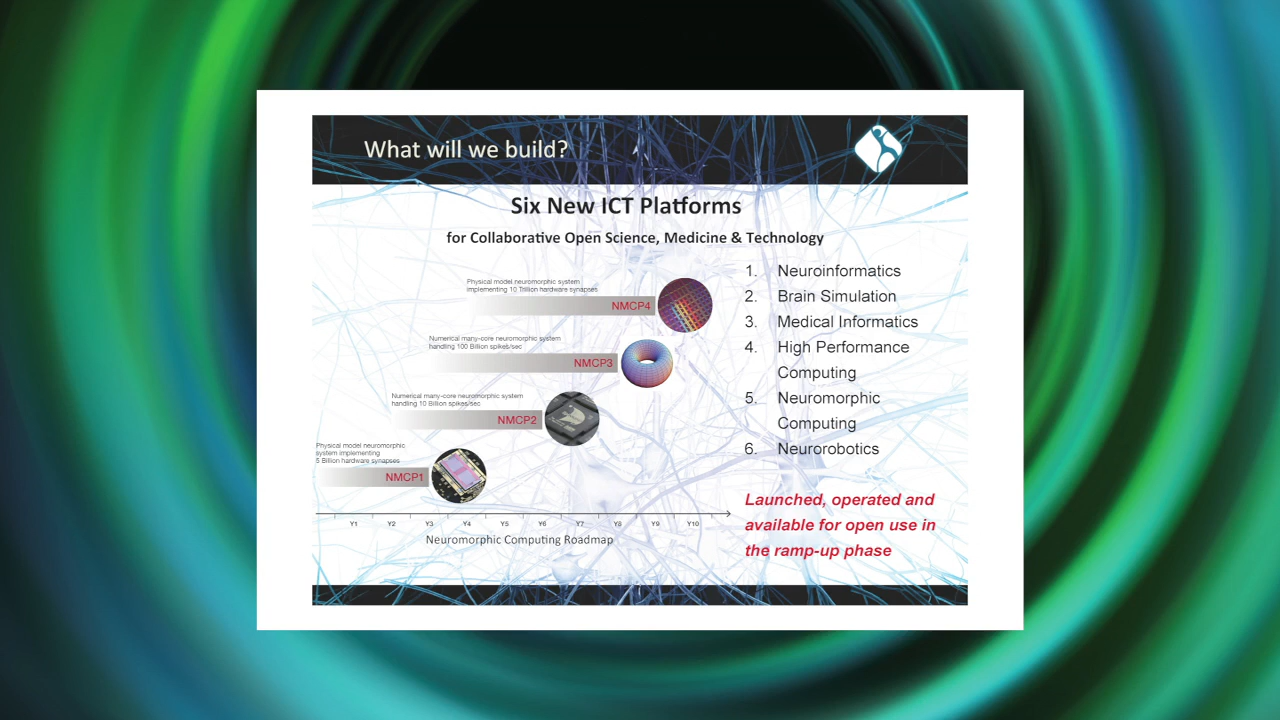 What will we build?
Six New ICT Platforms
for Collaborative Open Science, Medicine & Technology
Physical model neuromorphic system
implementing 10 Trillion hardware synapses
NMCP4
Numerical many-core neuromorphic system
handling 100 Billion spikes/sec
NMCP3
Numerical many-core neuromorphic system
handling 10 Billion spikes/sec
NMCP2
Physical model neuromorphic
system implementing
5 Billion hardware synapses
NMCP1
Y1 Y2 Y3 Y4 Y5 Y6 Y7 Y8 Y9 Y10
Neuromorphic Computing Roadmap
1. Neuroinformatics
2. Brain Simulation
3. Medical Informatics
4. High Performance
Computing
5. Neuromorphic
Computing
6. Neurorobotics
Launched, operated and
available for open use in
the ramp-up phase